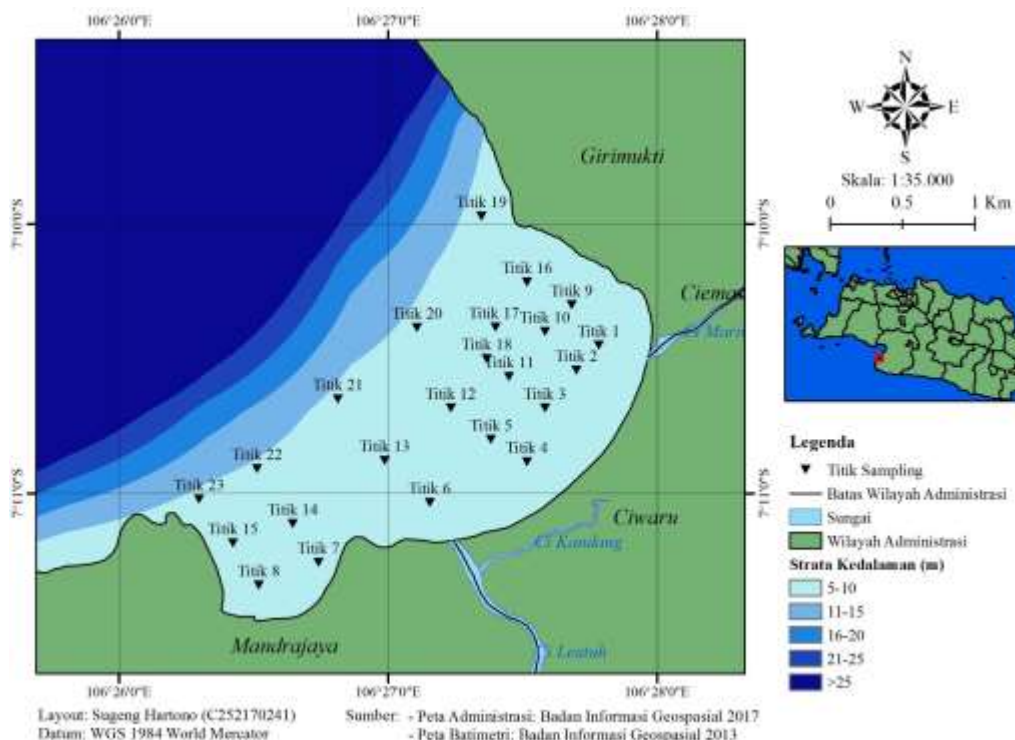 106°26'0"E 106°27'0"E 106°28'0"E
N
W E
S
Skala: 1:35.000
0 0.5 1 Km
Girimukti
7°10'0"S 7°10'0"S
Titik 19
Titik 16
Titik 9
Titik 20
Titik 17
Titik 10
Titik 1
Titik 18
Titik 2
Titik 11
Titik 21
Titik 12
Titik 3
Titik 5
Titik 4
Titik 13
Titik 22
Titik 23
Titik 6
Titik 14
Titik 15
Titik 7
Titik 8
7°11'0"S 7°11'0"S
Ciwaru
Mandrajaya
106°26'0"E 106°27'0"E 106°28'0"E
Legenda
Titik Sampling
Batas Wilayah Administrasi
Sungai
Wilayah Administrasi
Strata Kedalaman (m)
5-10
11-15
16-20
21-25
>25
Layout: Sugeng Hartono (C252170241)
Datum: WGS 1984 World Mercator
Sumber: - Peta Administrasi: Badan Informasi Geospasial 2017
- Peta Batimetri: Badan Informasi Geospasial 2013